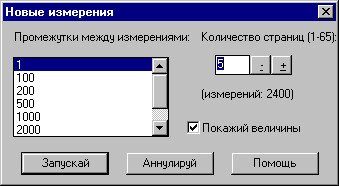 Новые измерения
Промежутки между измерениями:
Количество страниц (1-65):
1
100
200
500
1000
2000
5
-
+
(измерений: 2400)
Покажий величины
Запускай
Аннулируй
Помощь